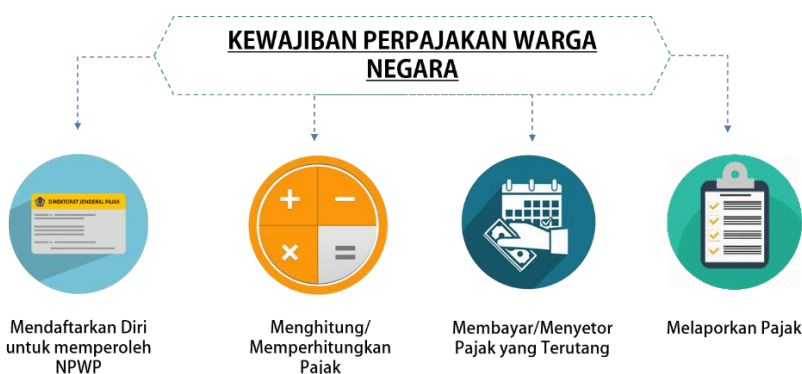 KEWAJIBAN PERPAJAKAN WARGA
NEGARA
DIREKTORAT JENDERAL PAJAK
Mendaftarkan Diri
untuk memperoleh
NPWP
Menghitung/
Memperhitungkan
Pajak
Membayar/Menyetor
Pajak yang Terutang
Melaporkan Pajak